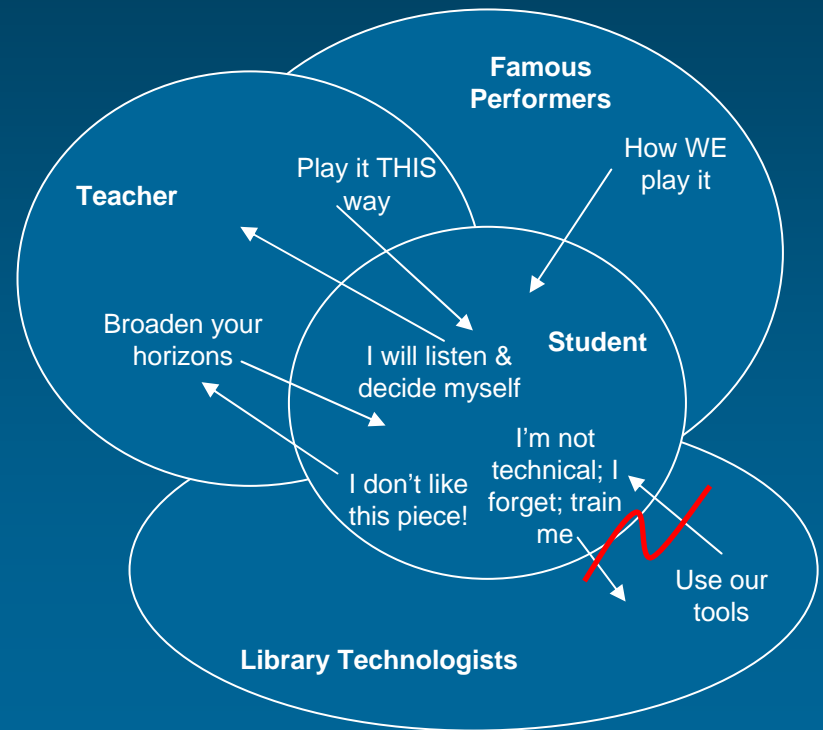 Famous
Performers
How WE
play it
Play it THIS
way
Teacher
Broaden your
horizons
I will listen &
decide myself
Student
I don’t like
this piece!
I’m not
technical; I
forget; train
me
Use our
tools
Library Technologists